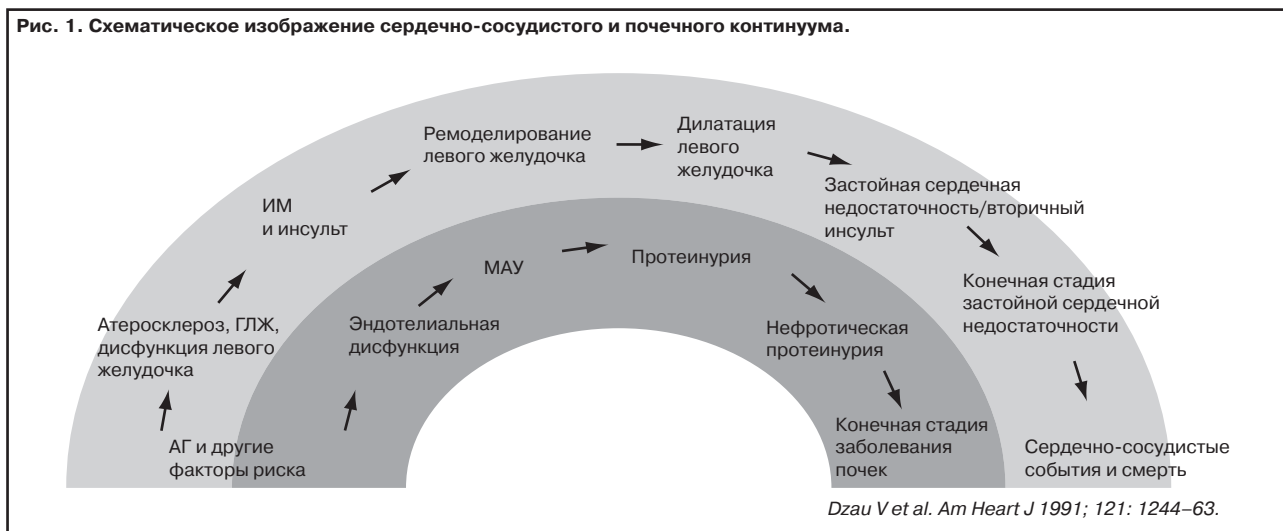 Рис. 1. Схематическое изображение сердечно-сосудистого и почечного континуума.
АГ и другие
факторы риска
Атеросклероз, ГЛЖ,
дисфункция левого
желудочка
ИМ
и инсульт
Ремоделирование
левого желудочка
Дилатация
левого
желудочка
Застойная сердечная
недостаточность/вторичный
инсульт
Конечная стадия
застойной сердечной
недостаточности
Сердечно-сосудистые
события и смерть
Эндотелиальная
дисфункция
МАУ
Протеинурия
Нефротическая
протеинурия
Конечная стадия
заболевания
почек
Dzau V et al. Am Heart J 1991; 121: 1244–63.